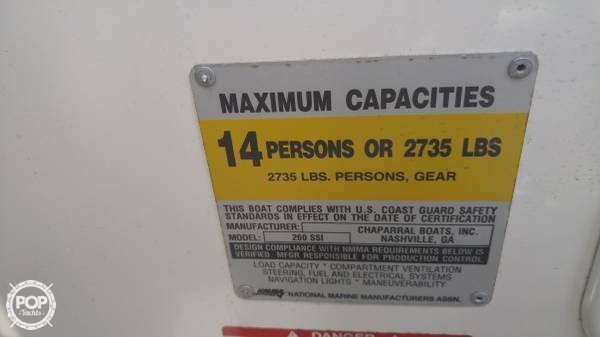 MAXIMUM CAPACITIES
14 PERSONS OR 2735 LBS
2735 LBS. PERSONS, GEAR
THIS BOAT COMPLIES WITH U.S. COAST GUARD SAFETY
STANDARDS IN EFFECT ON THE DATE OF CERTIFICATION
MANUFACTURER: CHAPARRAL BOATS, INC.
MODEL: 260 SSI NASHVILLE, GA
DESIGN COMPLIANCE WITH NMMA REQUIREMENTS BELOW IS
VERIFIED. MFGR RESPONSIBLE FOR PRODUCTION CONTROL
LOAD CAPACITY * COMPARTMENT VENTILATION
STEERING, FUEL AND ELECTRICAL SYSTEMS
NAVIGATION LIGHTS * MANEUVERABILITY
NMMA NATIONAL MARINE MANUFACTURERS ASSN.
DANGER
POP
Yachts